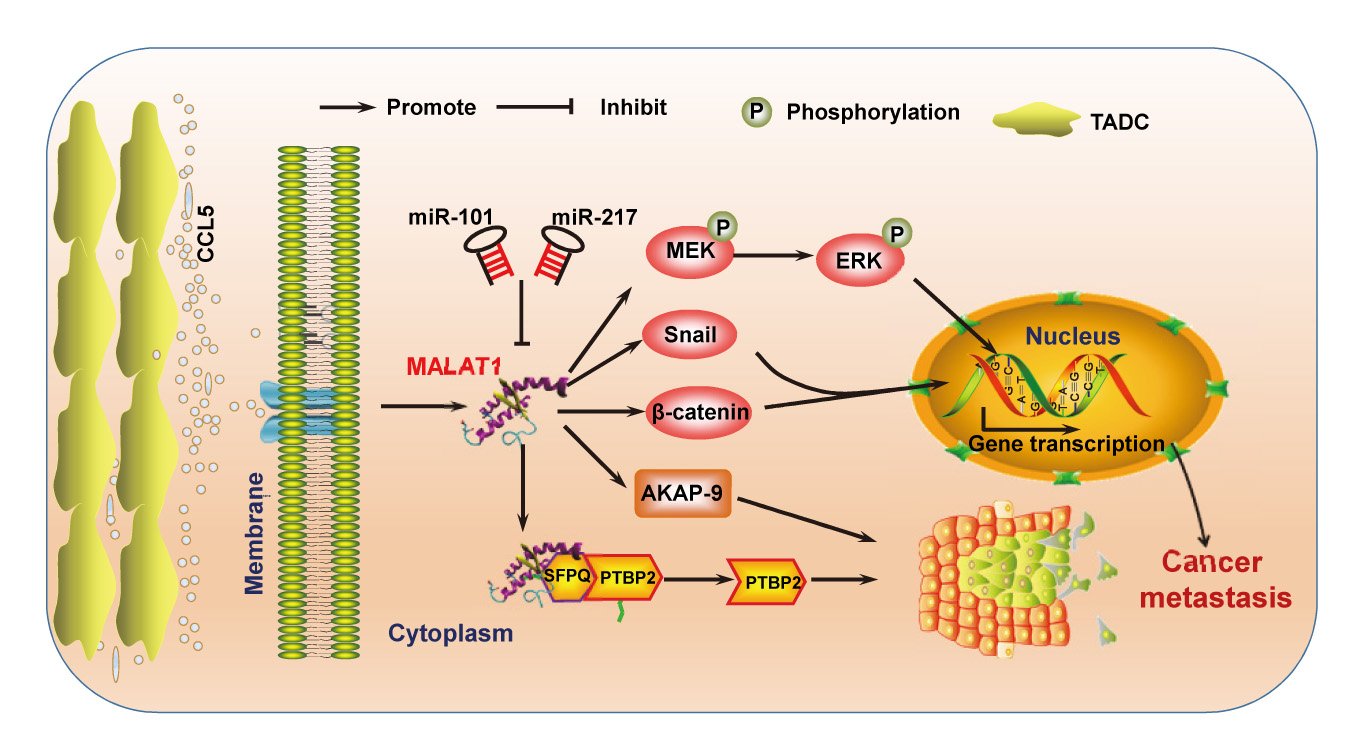 Promote
Inhibit
P
Phosphorylation
TADC
CCL5
miR-101
miR-217
MEK
P
ERK
P
Snail
Nucleus
MALAT1
β-catenin
Gene transcription
AKAP-9
Membrane
SFPQ
PTBP2
PTBP2
Cancer
metastasis
Cytoplasm